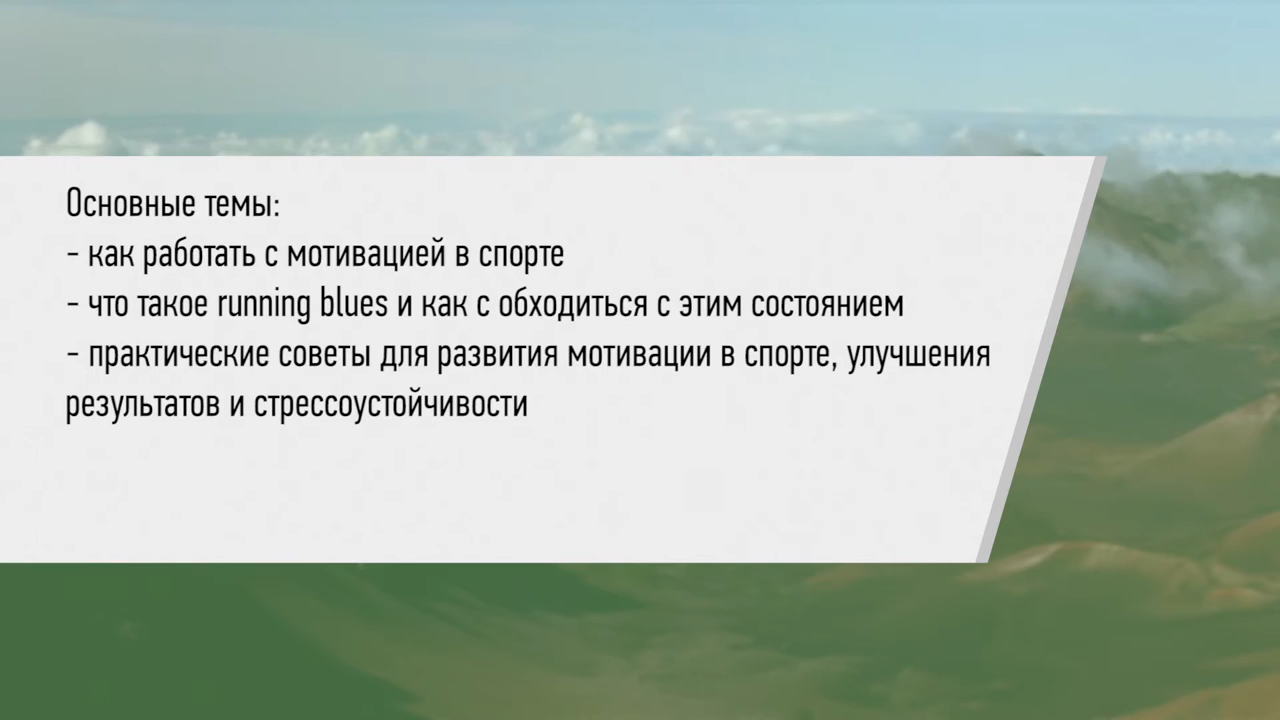 Основные темы:
- как работать с мотивацией в спорте
- что такое running blues и как с обходиться с этим состоянием
- практические советы для развития мотивации в спорте, улучшения
результатов и стрессоустойчивости